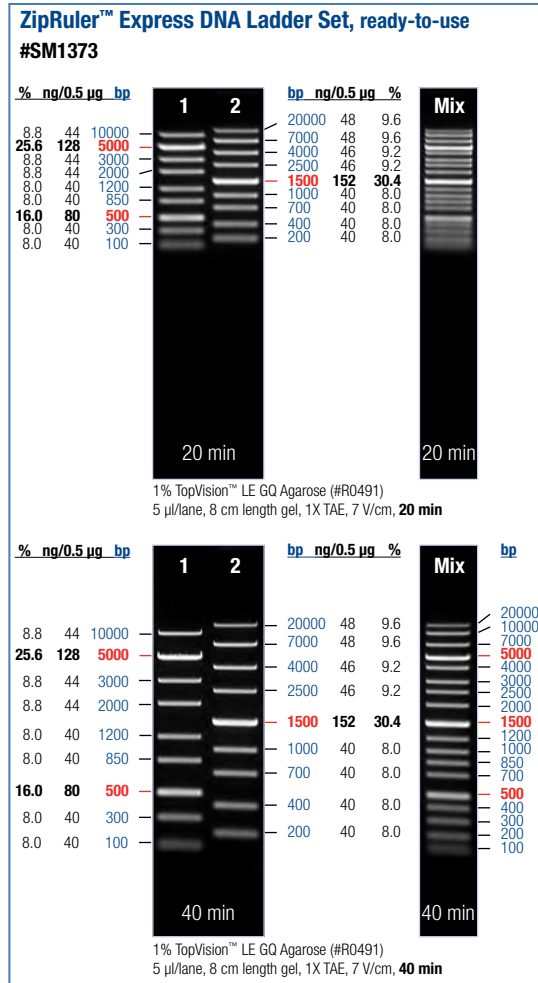 ZipRuler™ Express DNA Ladder Set, ready-to-use
#SM1373
% ng/0.5 µg bp 1 2 bp ng/0.5 µg % Mix
8.8 44 10000 20000 48 9.6
25.6 128 5000 7000 48 9.6
8.8 44 3000 4000 46 9.2
8.8 44 2000 2500 46 9.2
8.0 40 1200 1500 152 30.4
8.0 40 850 1000 40 8.0
16.0 80 500 700 40 8.0
8.0 40 300 400 40 8.0
8.0 40 100 200 40 8.0
20 min 20 min
1% TopVision™ LE GQ Agarose (#R0491)
5 µl/lane, 8 cm length gel, 1X TAE, 7 V/cm, 20 min
% ng/0.5 µg bp 1 2 bp ng/0.5 µg % Mix bp
20000
20000 48 9.6 10000
8.8 44 10000 7000 48 9.6 7000
25.6 128 5000 5000
4000 46 9.2 4000
8.8 44 3000 3000
2500 46 9.2 2500
8.8 44 2000 2000
1500 152 30.4 1500
8.0 40 1200 1200
1000 40 8.0 1000
8.0 40 850 850
700 40 8.0 700
16.0 80 500 500
400 40 8.0 400
8.0 40 300 300
200 40 8.0 200
8.0 40 100 100
40 min 40 min
1% TopVision™ LE GQ Agarose (#R0491)
5 µl/lane, 8 cm length gel, 1X TAE, 7 V/cm, 40 min